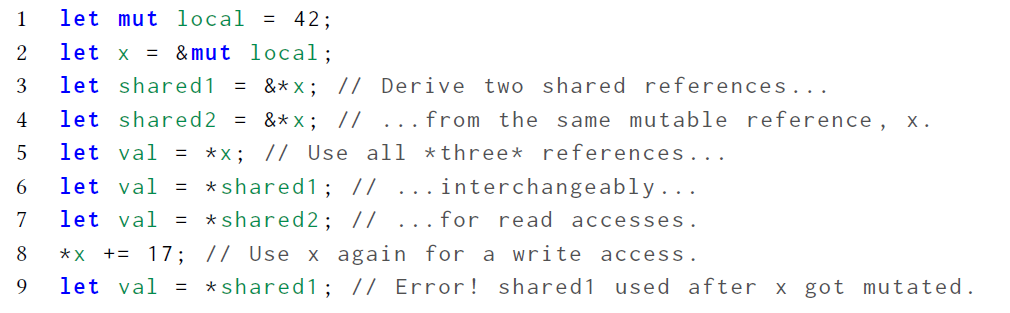 1 let mut local = 42;
2 let x = &mut local;
3 let shared1 = &*x; // Derive two shared references...
4 let shared2 = &*x; // ...from the same mutable reference, x.
5 let val = *x; // Use all *three* references...
6 let val = *shared1; // ...interchangeably...
7 let val = *shared2; // ...for read accesses.
8 *x += 17; // Use x again for a write access.
9 let val = *shared1; // Error! shared1 used after x got mutated.